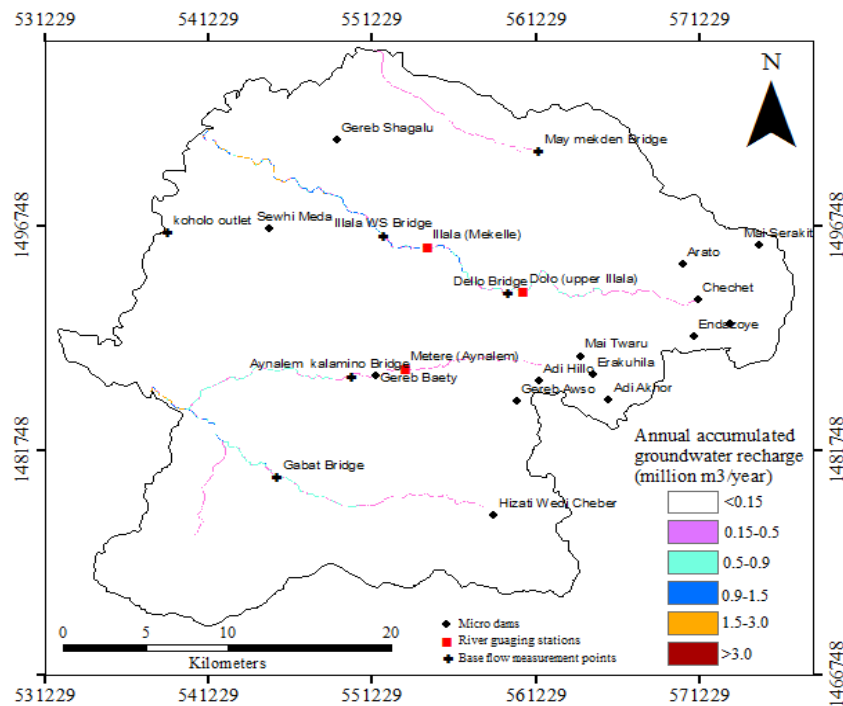 531229 541229 551229 561229 571229
N
Gereb Shagalu
May mekden Bridge
1496748
1496748
koholo outlet
Sewhi Meda
Illala WS Bridge
Illala (Mekelle)
Mai Serakit
Arato
Dello Bridge
Dolo (upper Illala)
Chechet
Endazoye
Mai Twaru
Aynalem kalamino Bridge
Metere (Aynalem)
Erakuhila
Gereb Baety
Adi Hillo
Gereb Awso
Adi Akhor
1481748
1481748
Gabat Bridge
Hizati Wedi Cheber
Annual accumulated
groundwater recharge
(million m3/year)
<0.15
0.15-0.5
0.5-0.9
0.9-1.5
1.5-3.0
>3.0
0 5 10 20
Kilometers
Micro dams
River guaging stations
Base flow measurement points
1466748
1466748
531229 541229 551229 561229 571229